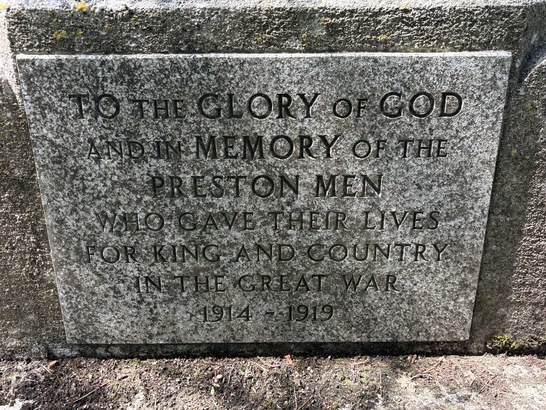 TO THE GLORY OF GOD
AND IN MEMORY OF THE
PRESTON MEN
WHO GAVE THEIR LIVES
FOR KING AND COUNTRY
IN THE GREAT WAR
1914 - 1919